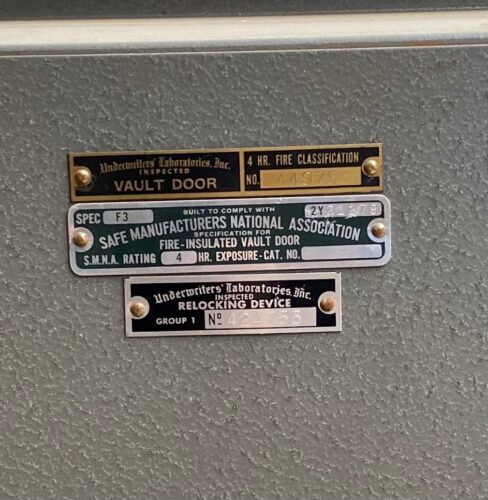 Underwriters' Laboratories, Inc.
INSPECTED
VAULT DOOR
4 HR. FIRE CLASSIFICATION
NO.
SPEC F3
BUILT TO COMPLY WITH
2Y
SAFE MANUFACTURERS NATIONAL ASSOCIATION
SPECIFICATION FOR
FIRE-INSULATED VAULT DOOR
S.M.N.A. RATING 4 HR. EXPOSURE-CAT. NO.
Underwriters' Laboratories, Inc.
INSPECTED
RELOCKING DEVICE
GROUP 1 Nº